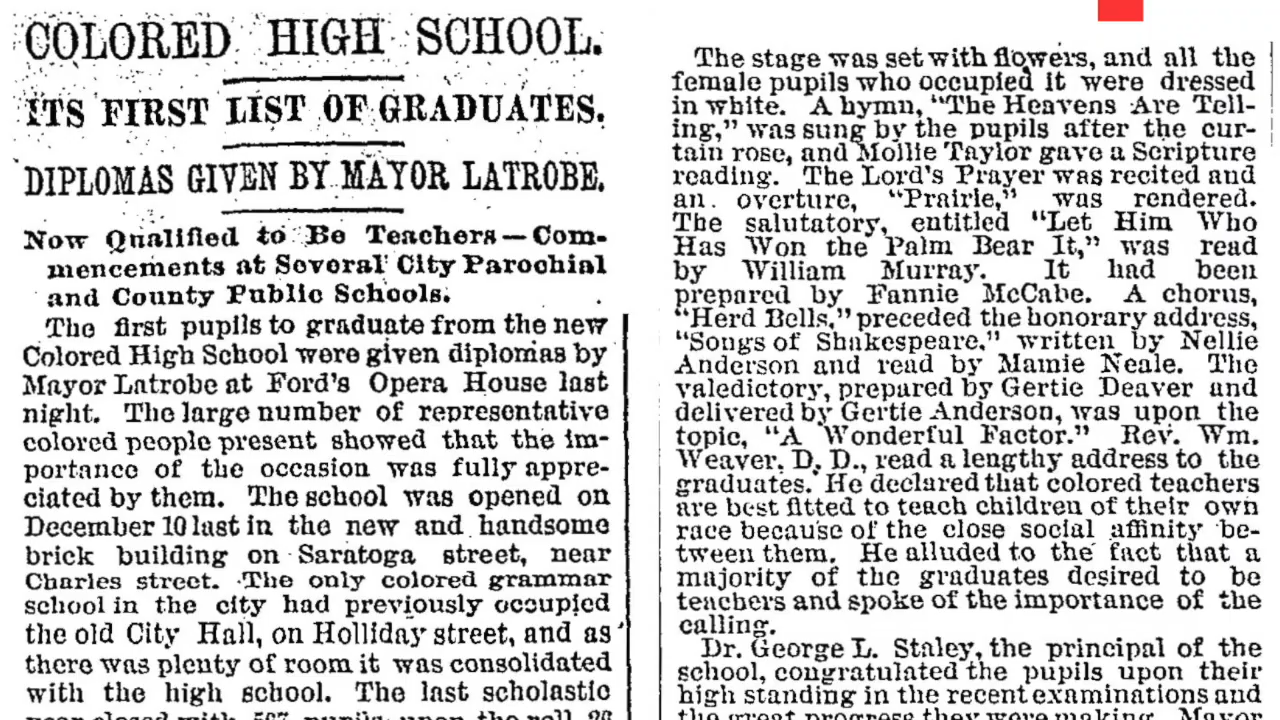 COLORED HIGH SCHOOL.
ITS FIRST LIST OF GRADUATES.
DIPLOMAS GIVEN BY MAYOR LATROBE.
Now Qualified to Be Teachers—Com-
mencements at Several City Parochial
and County Public Schools.
The first pupils to graduate from the new
Colored High School were given diplomas by
Mayor Latrobe at Ford's Opera House last
night. The large number of representative
colored people present showed that the im-
portance of the occasion was fully appre-
ciated by them. The school was opened on
December 10 last in the new and handsome
brick building on Saratoga street, near
Charles street. The only colored grammar
school in the city had previously occupied
the old City Hall, on Holliday street, and as
there was plenty of room it was consolidated
with the high school. The last scholastic
year closed with 567 pupils upon the roll, 26
The stage was set with flowers, and all the
female pupils who occupied it were dressed
in white. A hymn, "The Heavens Are Tell-
ing," was sung by the pupils after the cur-
tain rose, and Mollie Taylor gave a Scripture
reading. The Lord's Prayer was recited and
an overture, "Prairie," was rendered.
The salutatory, entitled "Let Him Who
Has Won the Palm Bear It," was read
by William Murray. It had been
prepared by Fannie McCabe. A chorus,
"Herd Bells," preceded the honorary address,
"Songs of Shakespeare," written by Nellie
Anderson and read by Mamie Neale. The
valedictory, prepared by Gertie Deaver and
delivered by Gertie Anderson, was upon the
topic, "A Wonderful Factor." Rev. Wm.
Weaver, D. D., read a lengthy address to the
graduates. He declared that colored teachers
are best fitted to teach children of their own
race because of the close social affinity be-
tween them. He alluded to the fact that a
majority of the graduates desired to be
teachers and spoke of the importance of the
calling.
Dr. George L. Staley, the principal of the
school, congratulated the pupils upon their
high standing in the recent examinations and
the great progress they were making. Mayor